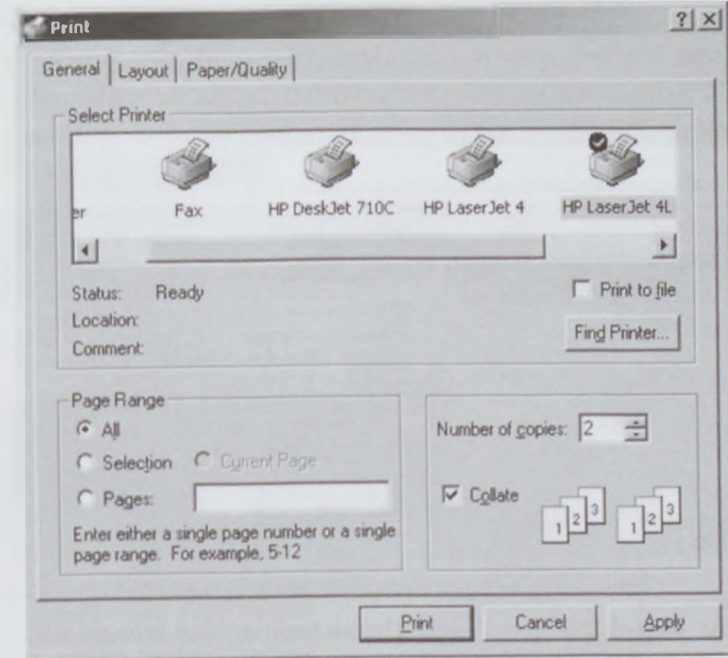 Print ? X
General Layout Paper/Quality
Select Printer
er Fax HP DeskJet 710C HP LaserJet 4 HP LaserJet 4L
Status: Ready Print to file
Location:
Find Printer...
Comment:
Page Range
All
Number of copies: 2
Selection Current Page
Pages:
Collate
1 2 3 1 2 3
Enter either a single page number or a single
page range. For example, 5-12
Print Cancel Apply